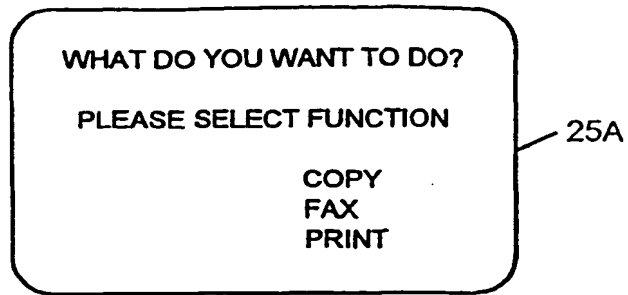 WHAT DO YOU WANT TO DO?
PLEASE SELECT FUNCTION
25A
COPY
FAX
PRINT